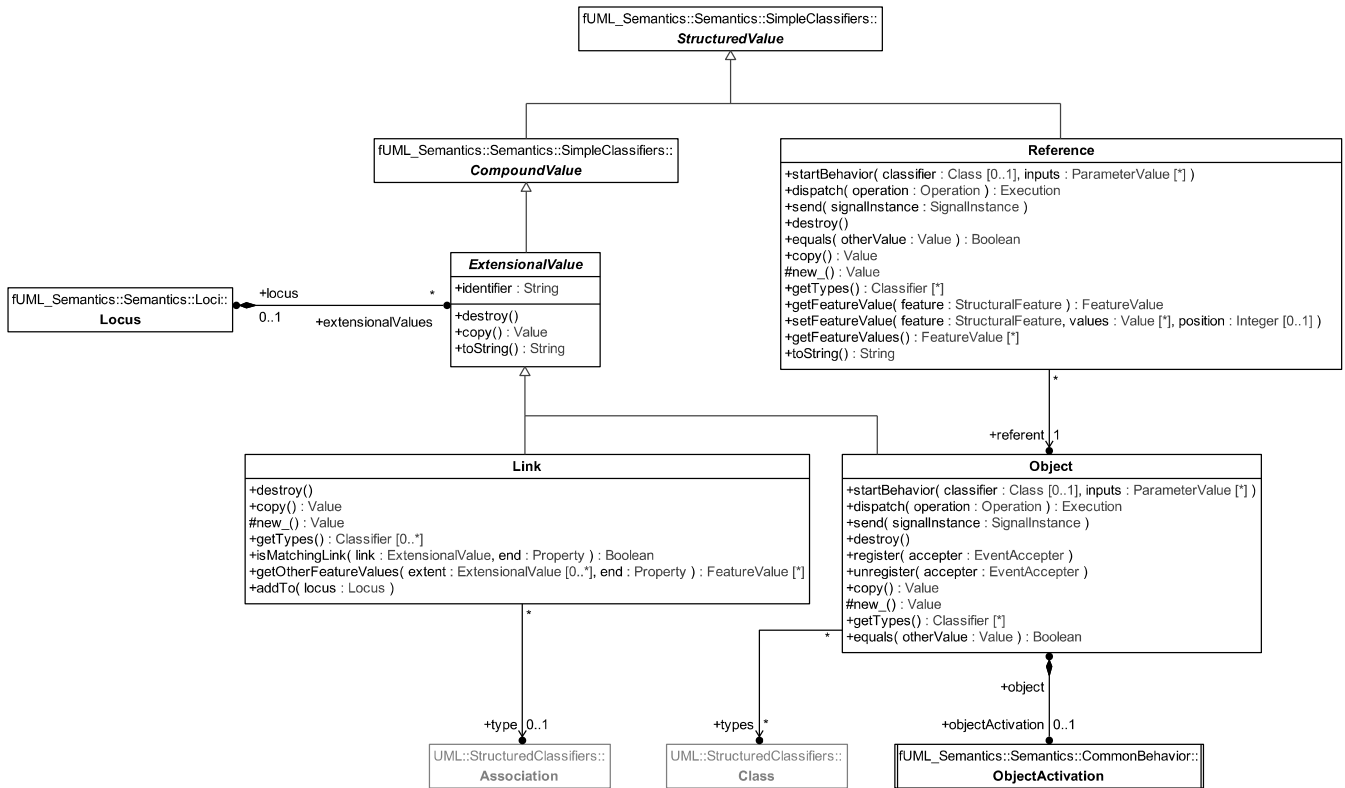 fUML_Semantics::Semantics::SimpleClassifiers::
StructuredValue
fUML_Semantics::Semantics::SimpleClassifiers::
CompoundValue
Reference
+startBehavior( classifier : Class [0..1], inputs : ParameterValue [*] )
+dispatch( operation : Operation ) : Execution
+send( signalInstance : SignalInstance )
+destroy()
+equals( otherValue : Value ) : Boolean
+copy() : Value
#new_() : Value
+getTypes() : Classifier [*]
+getFeatureValue( feature : StructuralFeature ) : FeatureValue
+setFeatureValue( feature : StructuralFeature, values : Value [*], position : Integer [0..1] )
+getFeatureValues() : FeatureValue [*]
+toString() : String
ExtensionalValue
+identifier : String
+destroy()
+copy() : Value
+toString() : String
fUML_Semantics::Semantics::Loci::
Locus
+locus
0..1
*
+extensionalValues
*
+referent 1
Link
+destroy()
+copy() : Value
#new_() : Value
+getTypes() : Classifier [0..*]
+isMatchingLink( link : ExtensionalValue, end : Property ) : Boolean
+getOtherFeatureValues( extent : ExtensionalValue [0..*], end : Property ) : FeatureValue [*]
+addTo( locus : Locus )
Object
+startBehavior( classifier : Class [0..1], inputs : ParameterValue [*] )
+dispatch( operation : Operation ) : Execution
+send( signalInstance : SignalInstance )
+destroy()
+register( accepter : EventAccepter )
+unregister( accepter : EventAccepter )
+copy() : Value
#new_() : Value
+getTypes() : Classifier [*]
+equals( otherValue : Value ) : Boolean
*
*
+object
+type 0..1
+types *
+objectActivation 0..1
UML::StructuredClassifiers::
Association
UML::StructuredClassifiers::
Class
fUML_Semantics::Semantics::CommonBehavior::
ObjectActivation